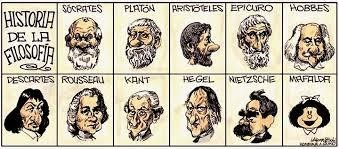 HISTORIA
DE LA
FILOSOFÍA
SÓCRATES
PLATÓN
ARISTÓTELES
EPICURO
HOBBES
DESCARTES
ROUSSEAU
KANT
HEGEL
NIETZSCHE
MAFALDA